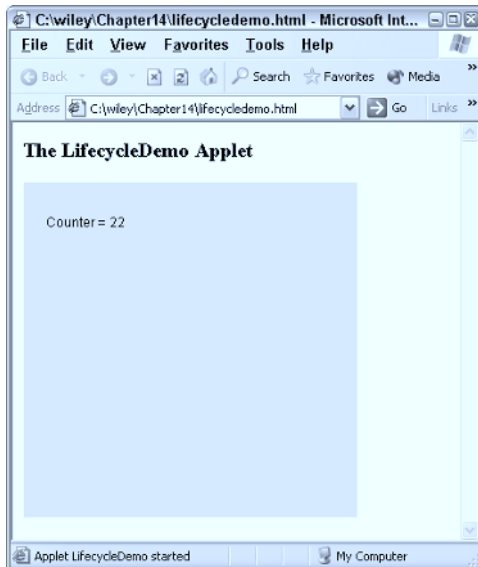 C:\wiley\Chapter14\lifecycledemo.html - Microsoft Int...
File Edit View Favorites Tools Help
Back Search Favorites Media »
Address C:\wiley\Chapter14\lifecycledemo.html Go Links »
The LifecycleDemo Applet
Counter = 22
Applet LifecycleDemo started My Computer